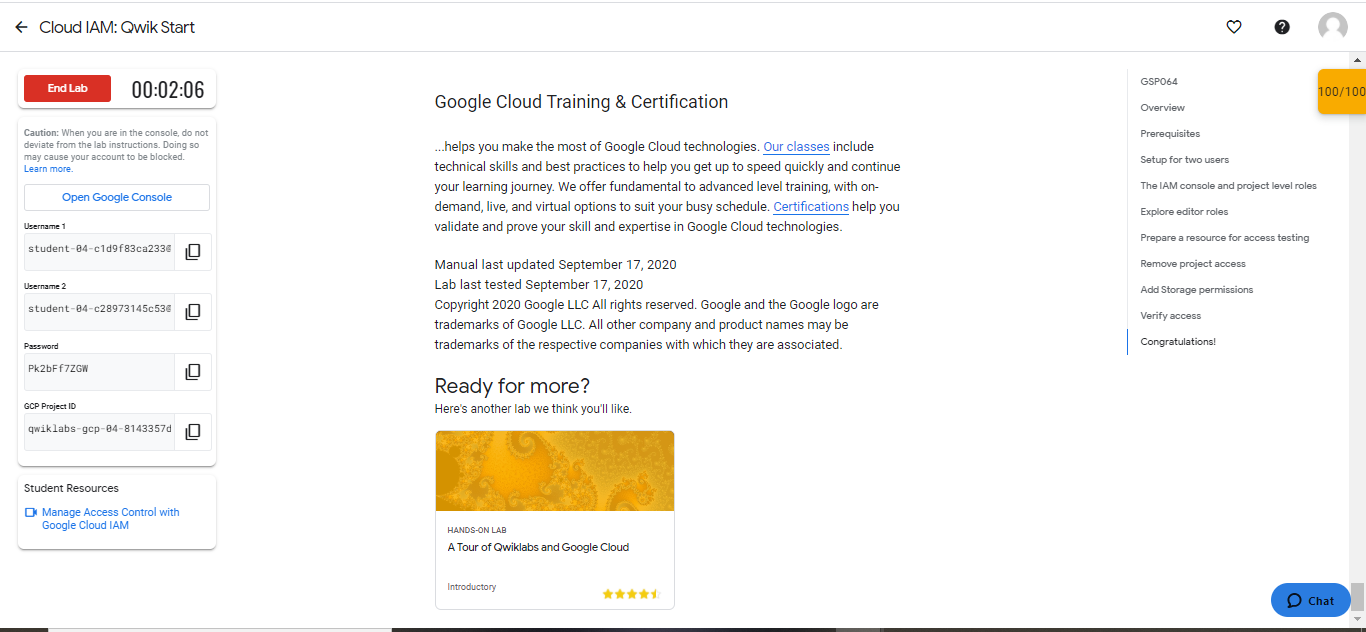 Cloud IAM: Qwik Start
End Lab
00:02:06
Caution: When you are in the console, do not
deviate from the lab instructions. Doing so
may cause your account to be blocked.
Learn more.
Open Google Console
Username 1
student-04-c1d9f83ca233@
Username 2
student-04-c28973145c53@
Password
Pk2bFf7ZGW
GCP Project ID
qwiklabs-gcp-04-8143357d
Student Resources
Manage Access Control with
Google Cloud IAM
Google Cloud Training & Certification
...helps you make the most of Google Cloud technologies. Our classes include
technical skills and best practices to help you get up to speed quickly and continue
your learning journey. We offer fundamental to advanced level training, with on-
demand, live, and virtual options to suit your busy schedule. Certifications help you
validate and prove your skill and expertise in Google Cloud technologies.
Manual last updated September 17, 2020
Lab last tested September 17, 2020
Copyright 2020 Google LLC All rights reserved. Google and the Google logo are
trademarks of Google LLC. All other company and product names may be
trademarks of the respective companies with which they are associated.
Ready for more?
Here's another lab we think you'll like.
HANDS-ON LAB
A Tour of Qwiklabs and Google Cloud
Introductory
GSP064
Overview
Prerequisites
Setup for two users
The IAM console and project level roles
Explore editor roles
Prepare a resource for access testing
Remove project access
Add Storage permissions
Verify access
Congratulations!
100/100
Chat